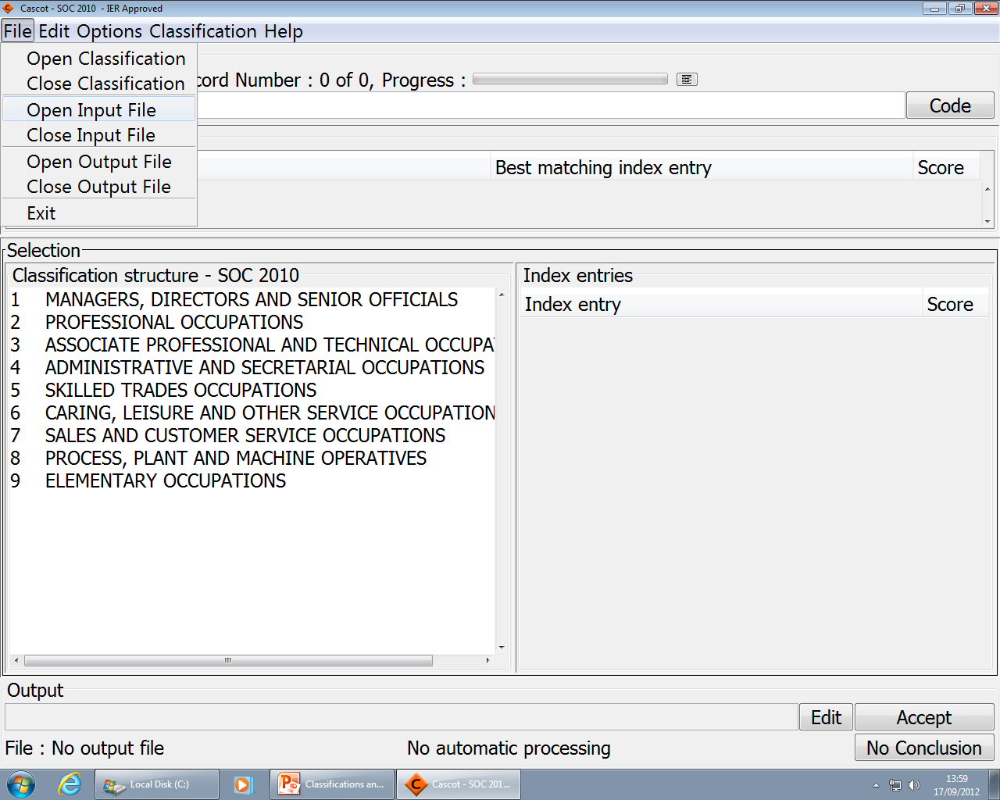 Cascot - SOC 2010 - IER Approved
File Edit Options Classification Help
Open Classification
Close Classification
Open Input File
Close Input File
Open Output File
Close Output File
Exit
cord Number : 0 of 0, Progress :
Code
Best matching index entry Score
Selection
Classification structure - SOC 2010
1 MANAGERS, DIRECTORS AND SENIOR OFFICIALS
2 PROFESSIONAL OCCUPATIONS
3 ASSOCIATE PROFESSIONAL AND TECHNICAL OCCUPA
4 ADMINISTRATIVE AND SECRETARIAL OCCUPATIONS
5 SKILLED TRADES OCCUPATIONS
6 CARING, LEISURE AND OTHER SERVICE OCCUPATION
7 SALES AND CUSTOMER SERVICE OCCUPATIONS
8 PROCESS, PLANT AND MACHINE OPERATIVES
9 ELEMENTARY OCCUPATIONS
Index entries
Index entry Score
Output
Edit Accept
File : No output file No automatic processing No Conclusion
Local Disk (C:) Classifications an... Cascot - SOC 201...
13:59
17/09/2012